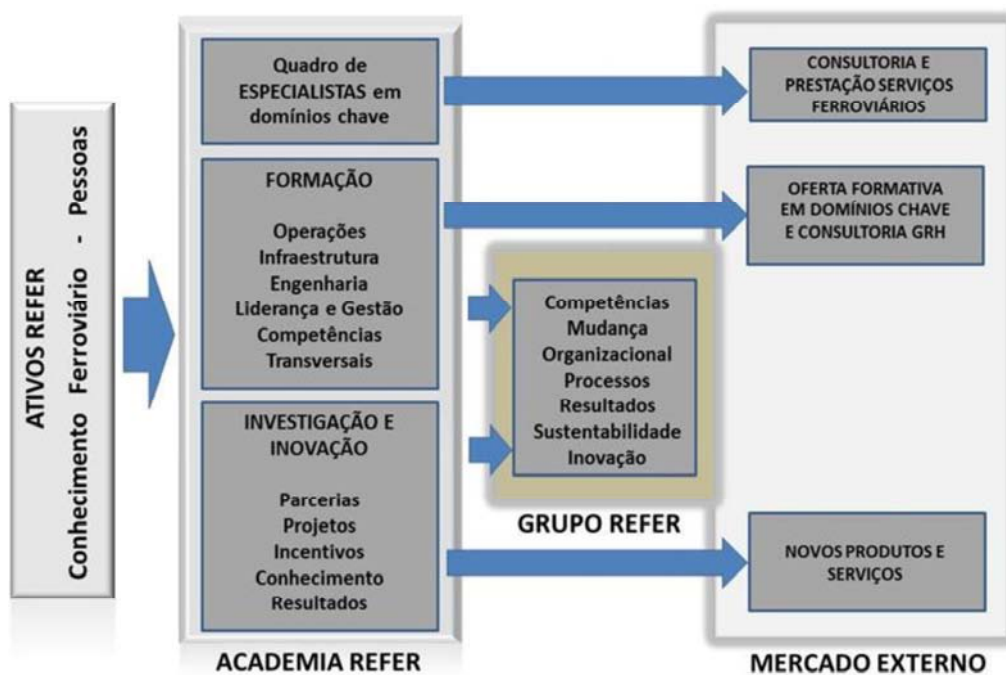 ATIVOS REFER
Conhecimento Ferroviário - Pessoas
Quadro de
ESPECIALISTAS em
domínios chave
FORMAÇÃO
Operações
Infraestrutura
Engenharia
Liderança e Gestão
Competências
Transversais
INVESTIGAÇÃO E
INOVAÇÃO
Parcerias
Projetos
Incentivos
Conhecimento
Resultados
ACADEMIA REFER
Competências
Mudança
Organizacional
Processos
Resultados
Sustentabilidade
Inovação
GRUPO REFER
CONSULTORIA E
PRESTAÇÃO SERVIÇOS
FERROVIÁRIOS
OFERTA FORMATIVA
EM DOMÍNIOS CHAVE
E CONSULTORIA GRH
NOVOS PRODUTOS E
SERVIÇOS
MERCADO EXTERNO